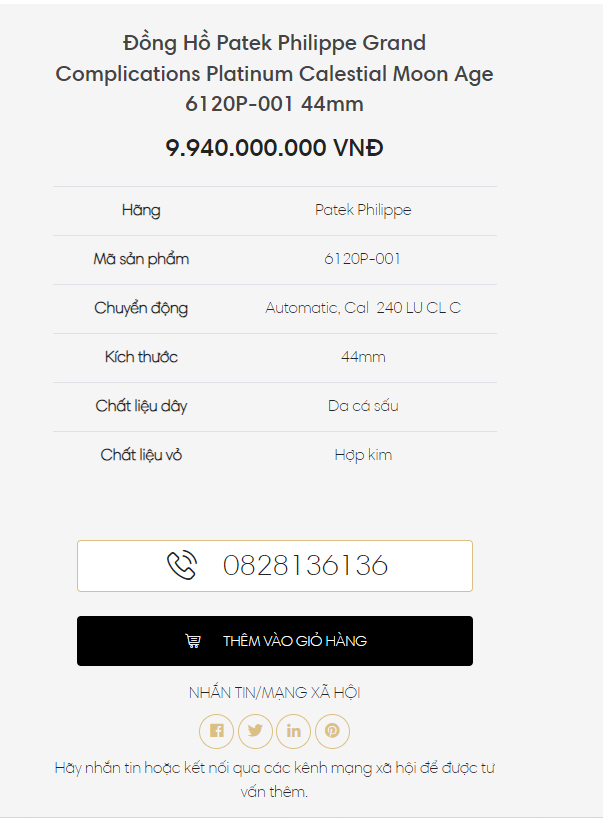 Đồng Hồ Patek Philippe Grand
Complications Platinum Calestial Moon Age
6120P-001 44mm
9.940.000.000 VNĐ
Hãng Patek Philippe
Mã sản phẩm 6120P-001
Chuyển động Automatic, Cal 240 LU CL C
Kích thước 44mm
Chất liệu dây Da cá sấu
Chất liệu vỏ Hợp kim
0828136136
THÊM VÀO GIỎ HÀNG
NHẮN TIN/MẠNG XÃ HỘI
Hãy nhắn tin hoặc kết nối qua các kênh mạng xã hội để được tư
vấn thêm.